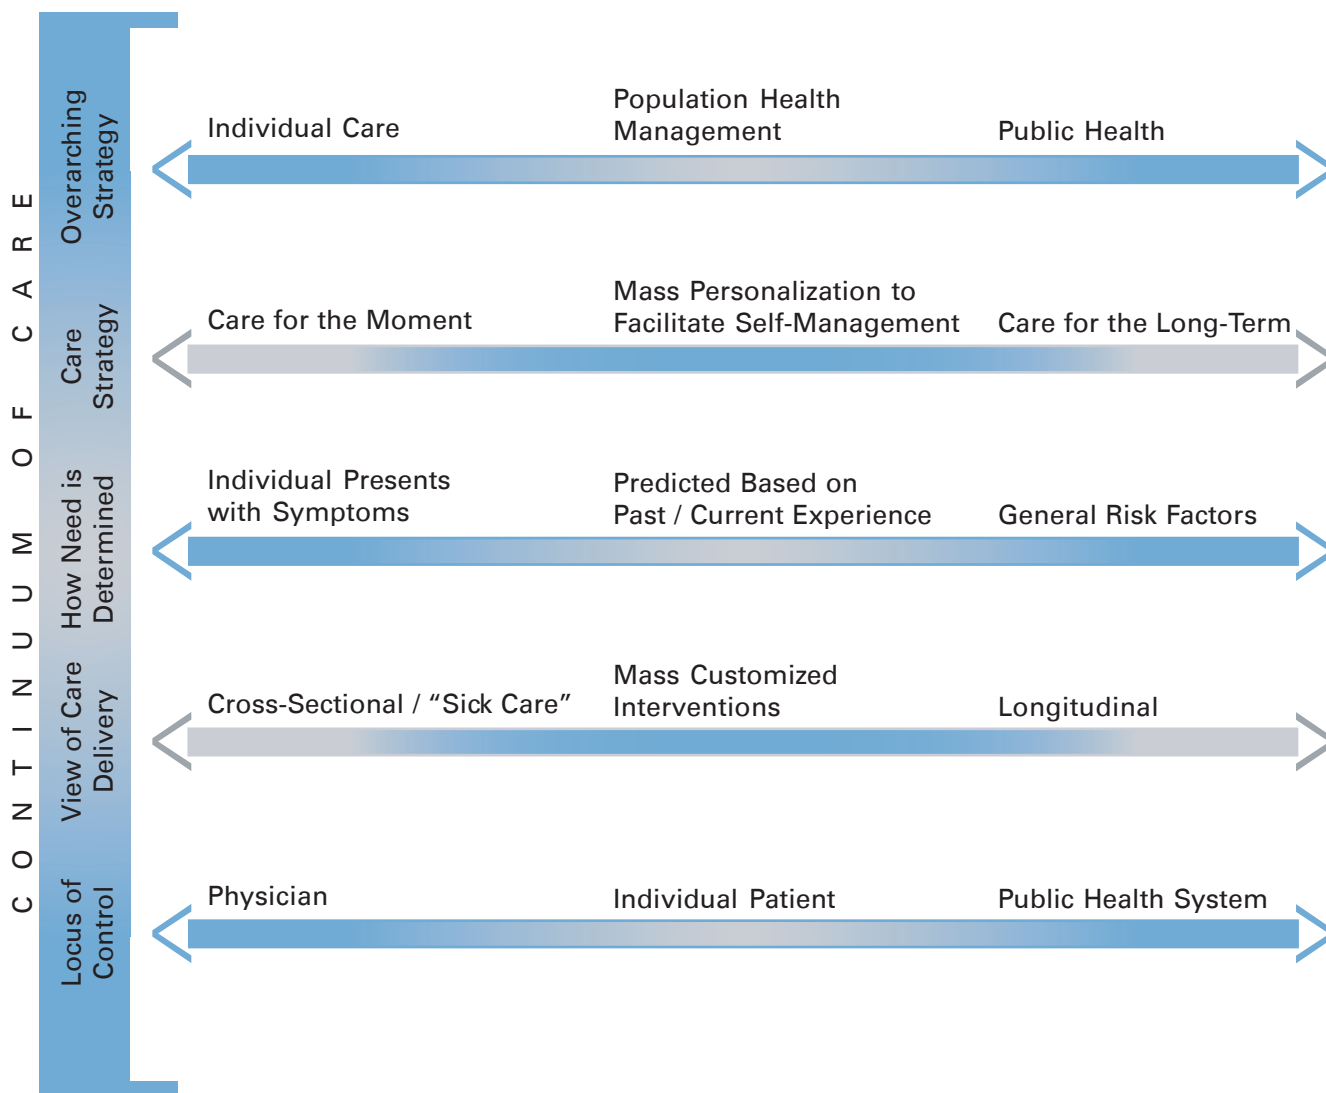 CONTINUUM OF CARE
Overarching
Strategy
Individual Care
Population Health
Management
Public Health
Care
Strategy
Care for the Moment
Mass Personalization to
Facilitate Self-Management
Care for the Long-Term
How Need is
Determined
Individual Presents
with Symptoms
Predicted Based on
Past / Current Experience
General Risk Factors
View of Care
Delivery
Cross-Sectional / “Sick Care”
Mass Customized
Interventions
Longitudinal
Locus of
Control
Physician
Individual Patient
Public Health System